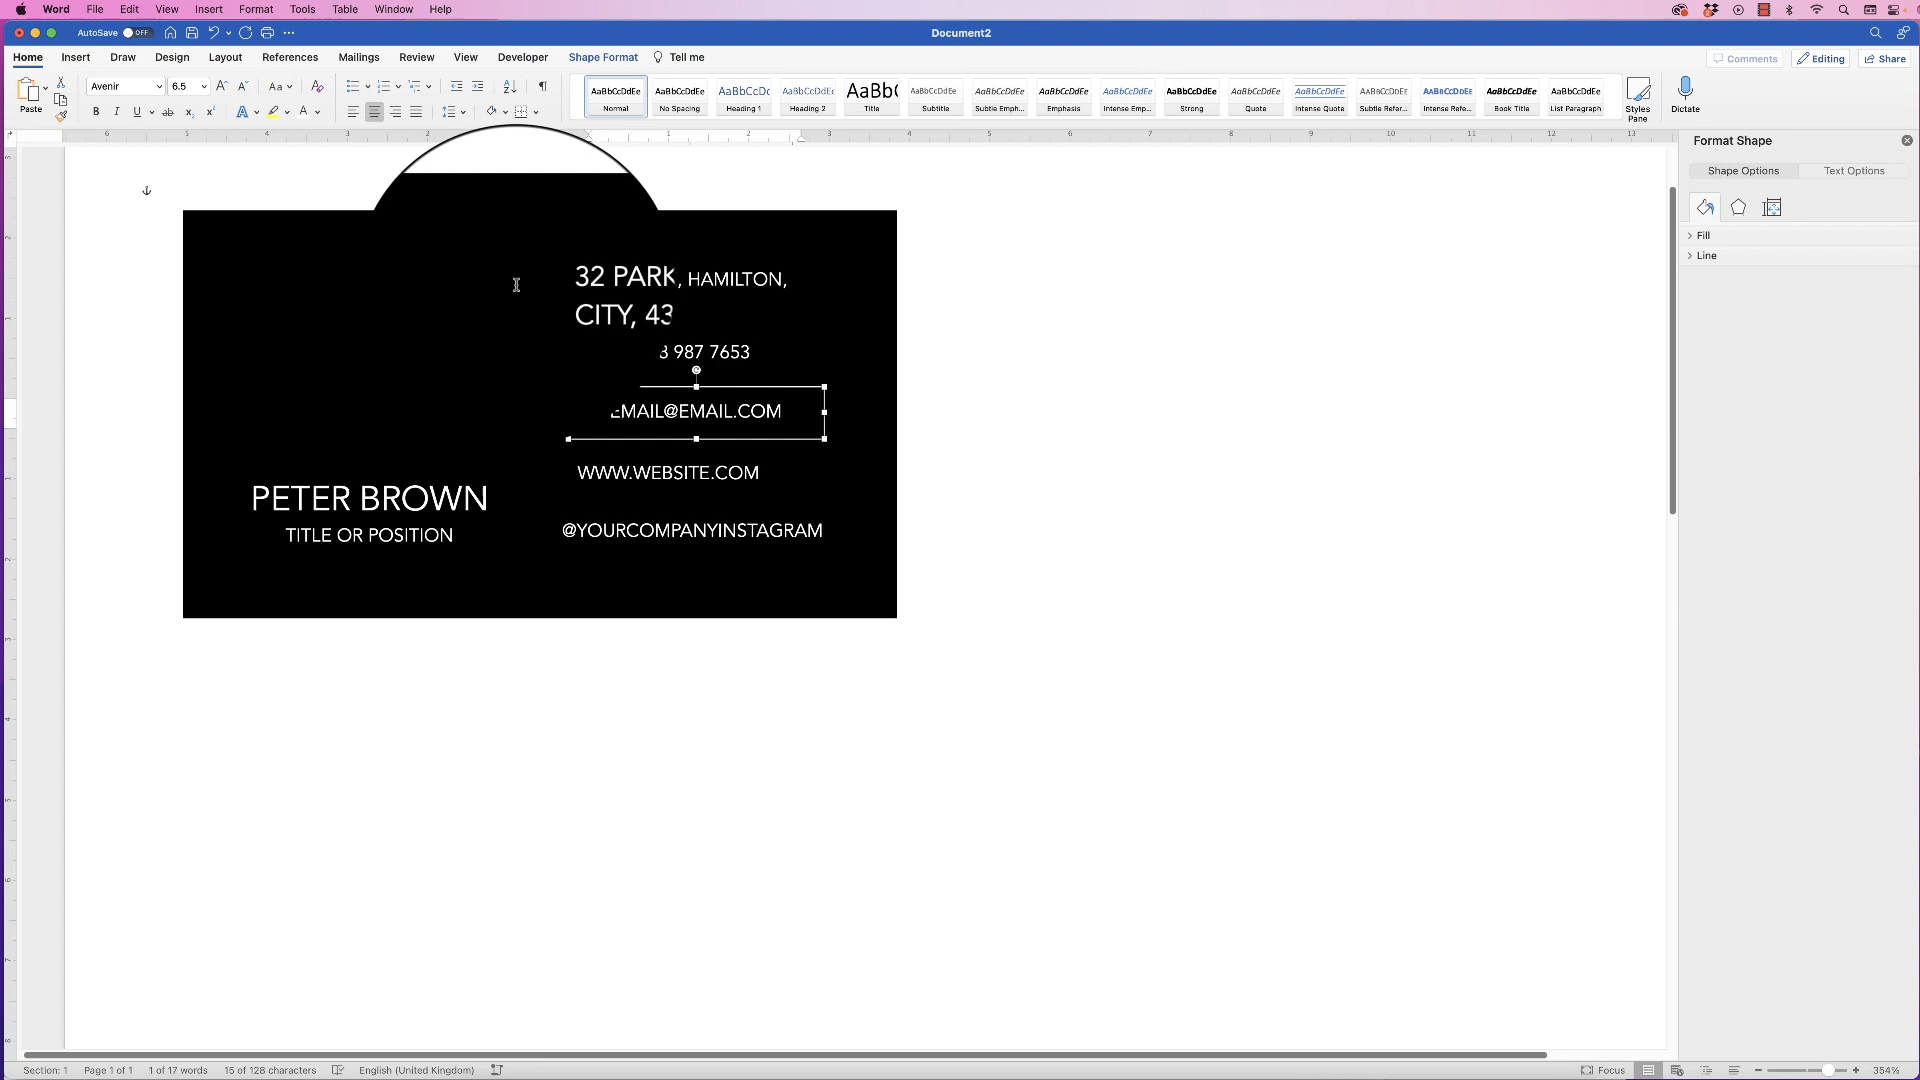 Word File Edit View Insert Format Tools Table Window Help
AutoSave OFF Document2
Home Insert Draw Design Layout References Mailings Review View Developer Shape Format Tell me Comments Editing Share
Paste Avenir 6.5 Aa
AaBbCcDdEe AaBbCcDdEe AaBbCcDc AaBbCcDdEe AaBb( AaBbCcDdEe AaBbCcDdEe AaBbCcDdEe AaBbCcDdEe AaBbCcDdEe AaBbCcDdEe AaBbCcDdEe AaBbCcDdEe AaBbCcDdEe AaBbCcDdEe AaBbCcDdEe
Normal No Spacing Heading 1 Heading 2 Title Subtitle Subtle Emph... Emphasis Intense Emp... Strong Quote Intense Quote Subtle Refer... Intense Refe... Book Title List Paragraph
Styles Pane
Dictate
Format Shape
Shape Options Text Options
Fill
Line
32 PARK, HAMILTON,
CITY, 43
3 987 7653
EMAIL@EMAIL.COM
WWW.WEBSITE.COM
@YOURCOMPANYINSTAGRAM
PETER BROWN
TITLE OR POSITION
Section: 1 Page 1 of 1 1 of 17 words 15 of 128 characters English (United Kingdom) Focus 354%